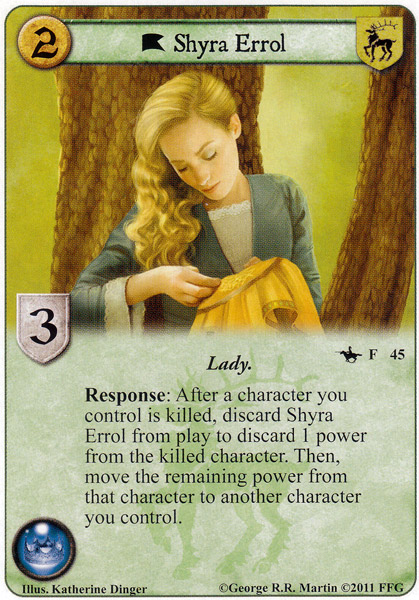 2
Shyra Errol
3
Lady.
F 45
Response: After a character you
control is killed, discard Shyra
Errol from play to discard 1 power
from the killed character. Then,
move the remaining power from
that character to another character
you control.
Illus. Katherine Dinger
©George R.R. Martin ©2011 FFG